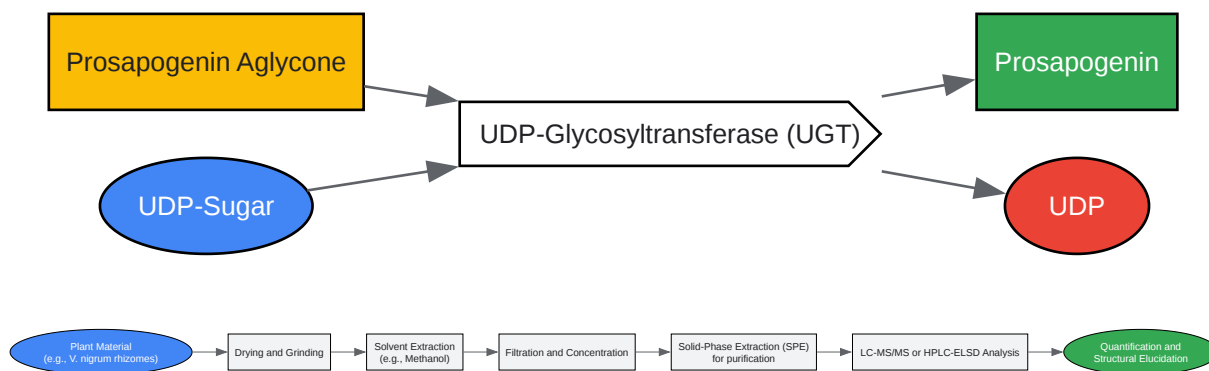 Prosapogenin Aglycone
Prosapogenin
UDP-Glycosyltransferase (UGT)
UDP-Sugar
UDP
Plant Material
(e.g., V. nigrum rhizomes)
Drying and Grinding
Solvent Extraction
(e.g., Methanol)
Filtration and Concentration
Solid-Phase Extraction (SPE)
for purification
LC-MS/MS or HPLC-ELSD Analysis
Quantification and
Structural Elucidation